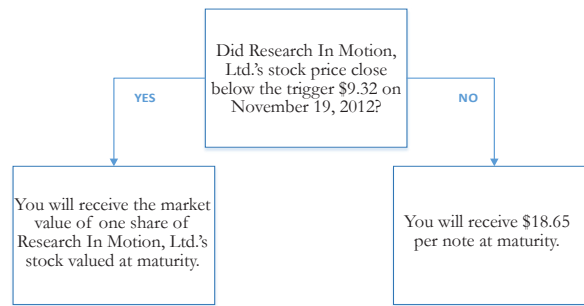 Did Research In Motion,
Ltd.'s stock price close
below the trigger $9.32 on
November 19, 2012?
YES
NO
You will receive the market
value of one share of
Research In Motion, Ltd.'s
stock valued at maturity.
You will receive $18.65
per note at maturity.